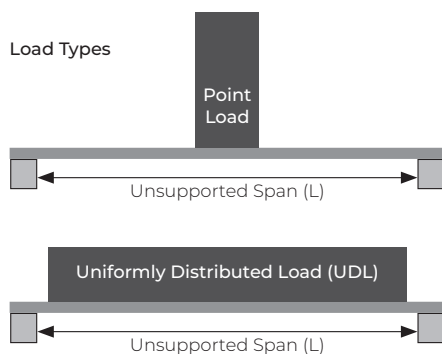 Load Types
Point
Load
Unsupported Span (L)
Uniformly Distributed Load (UDL)
Unsupported Span (L)